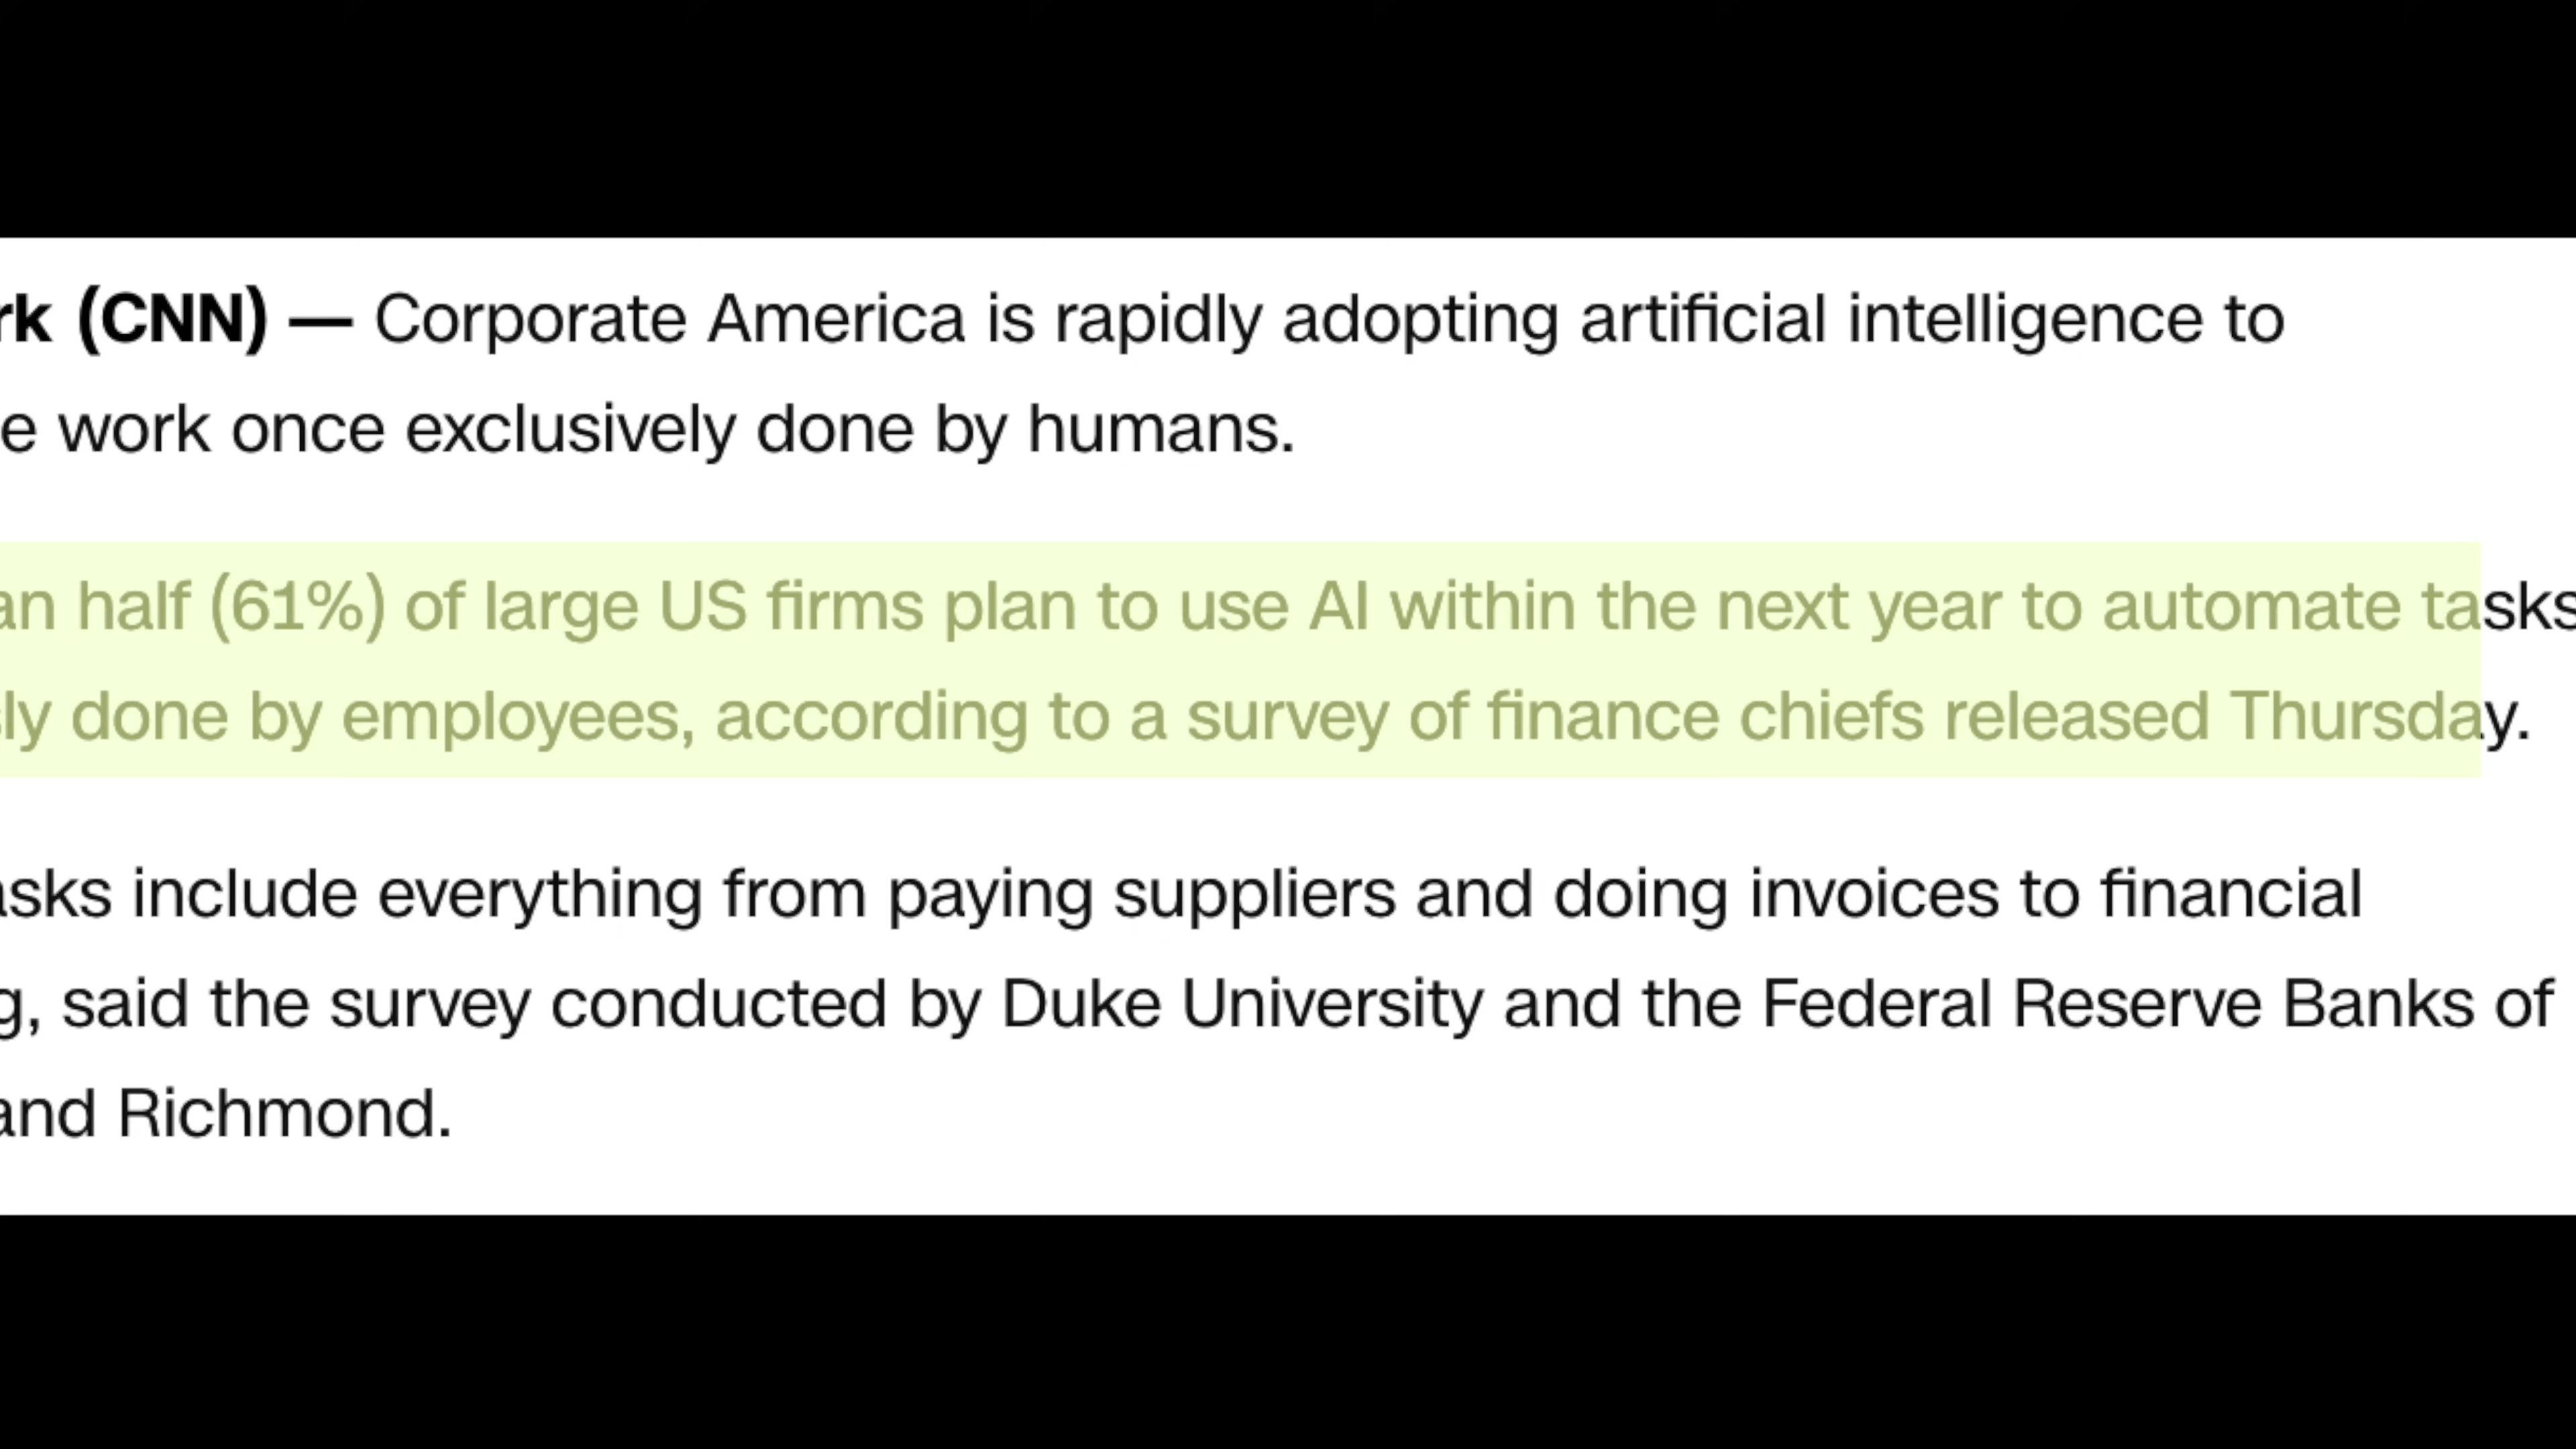 rk (CNN) — Corporate America is rapidly adopting artificial intelligence to
e work once exclusively done by humans.
an half (61%) of large US firms plan to use AI within the next year to automate tasks
sly done by employees, according to a survey of finance chiefs released Thursday.
asks include everything from paying suppliers and doing invoices to financial
g, said the survey conducted by Duke University and the Federal Reserve Banks of
and Richmond.